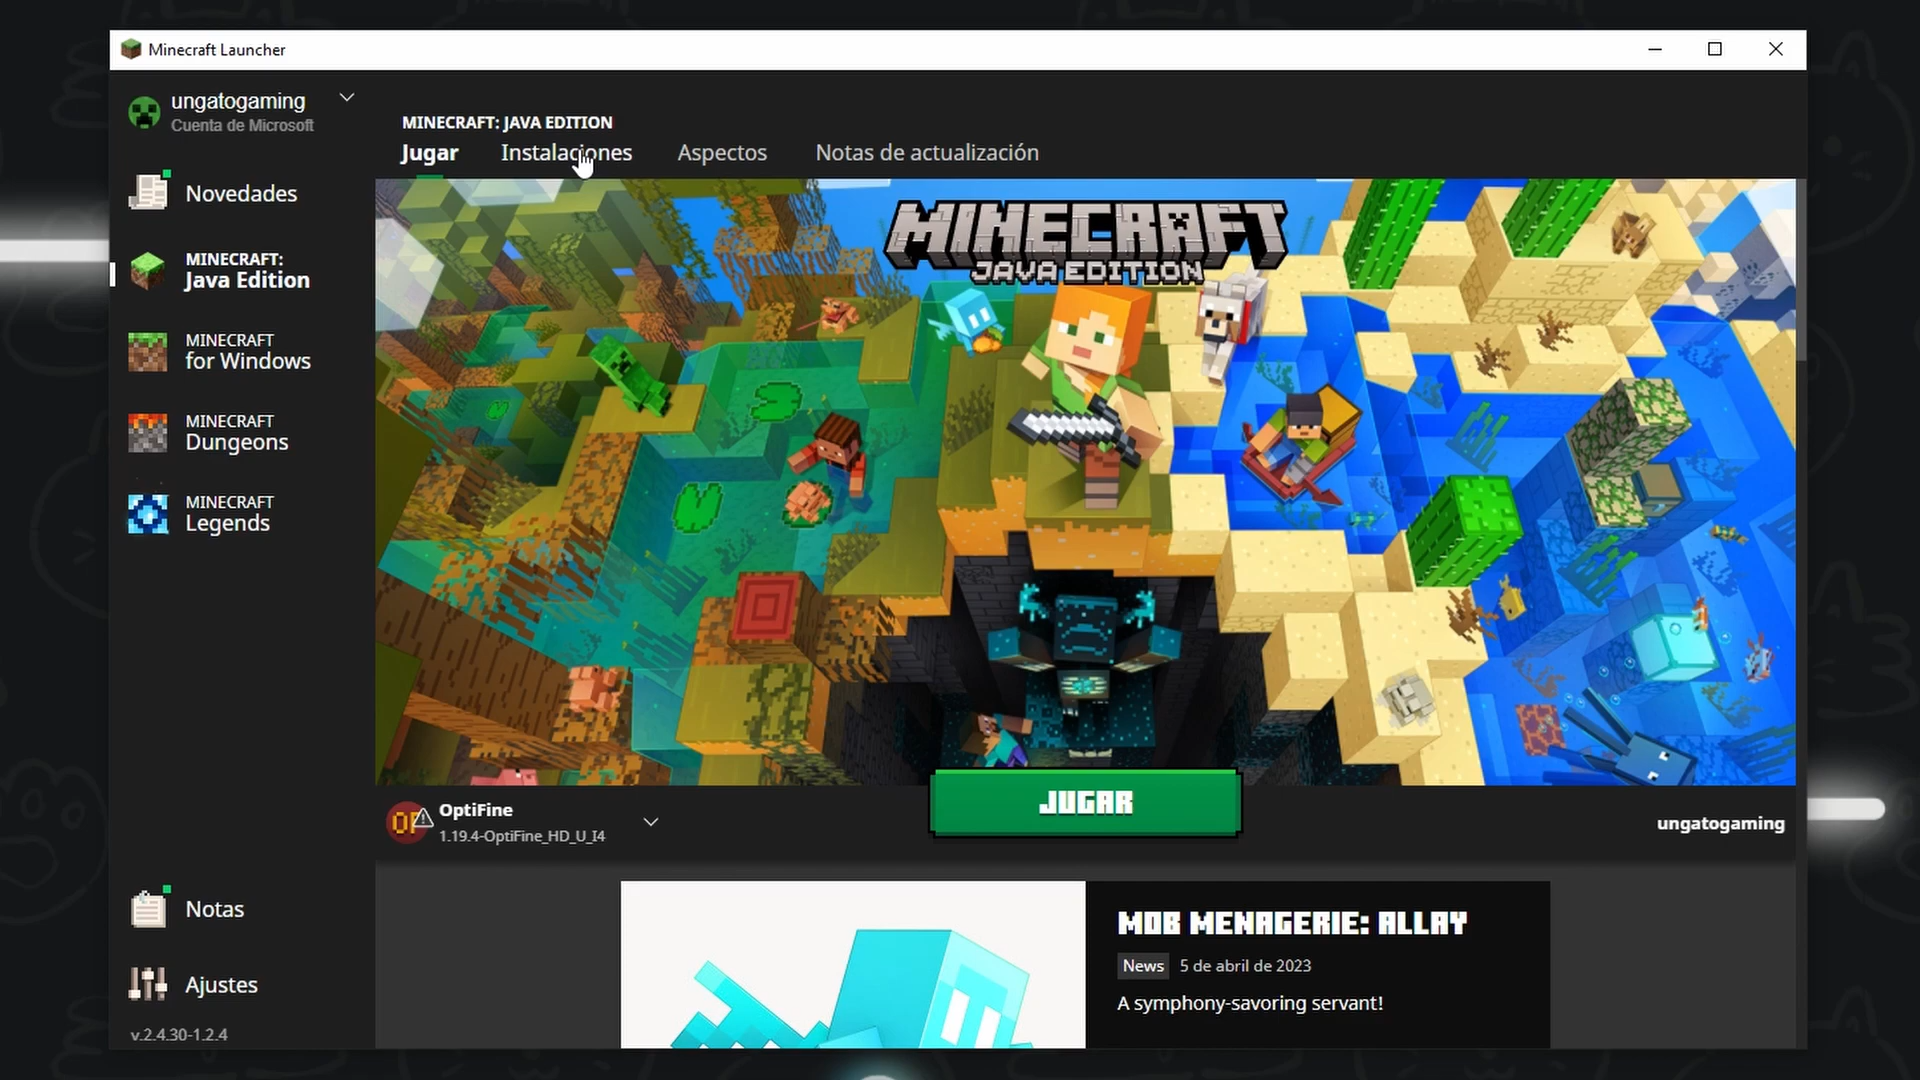 Minecraft Launcher
ungatogaming
Cuenta de Microsoft
Novedades
MINECRAFT:
Java Edition
MINECRAFT
for Windows
MINECRAFT
Dungeons
MINECRAFT
Legends
Notas
Ajustes
v.2.4.30-1.2.4
MINECRAFT: JAVA EDITION
Jugar Instalaciones Aspectos Notas de actualización
MINECRAFT
JAVA EDITION
OptiFine
1.19.4-OptiFine_HD_U_I4
JUGAR
ungatogaming
MOB MENAGERIE: ALLAY
News 5 de abril de 2023
A symphony-savoring servant!